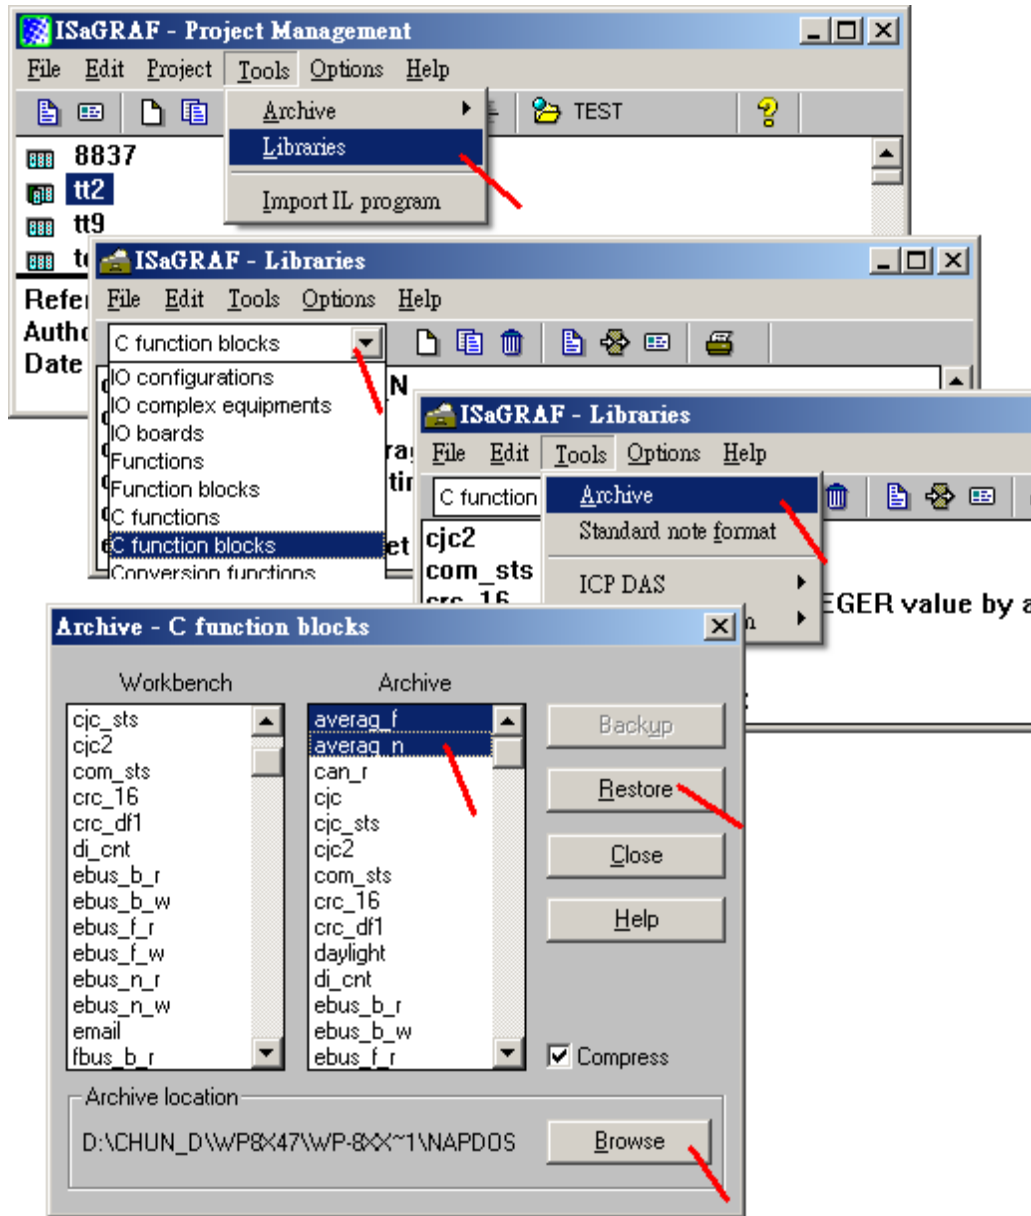 ISaGRAF - Project Management
File Edit Project Tools Options Help
TEST
Archive
Libraries
Import IL program
8837
tt2
tt9
ISaGRAF - Libraries
File Edit Tools Options Help
C function blocks
IO configurations
IO complex equipments
IO boards
Functions
Function blocks
C functions
C function blocks
Conversion functions
Date
ISaGRAF - Libraries
File Edit Tools Options Help
C function
Archive
Standard note format
ICP DAS
cjc2
com_sts
crc_16
EGER value by a
Archive - C function blocks
Workbench
cjc_sts
cjc2
com_sts
crc_16
crc_df1
di_cnt
ebus_b_r
ebus_b_w
ebus_f_r
ebus_f_w
ebus_n_r
ebus_n_w
email
fbus_b_r
Archive
averag_f
averag_n
can_r
cjc
cjc_sts
cjc2
com_sts
crc_16
crc_df1
daylight
di_cnt
ebus_b_r
ebus_b_w
ebus_f_r
Backup
Restore
Close
Help
Compress
Archive location
D:\CHUN_D\WP8X47\WP-8XX~1\NAPDOS
Browse